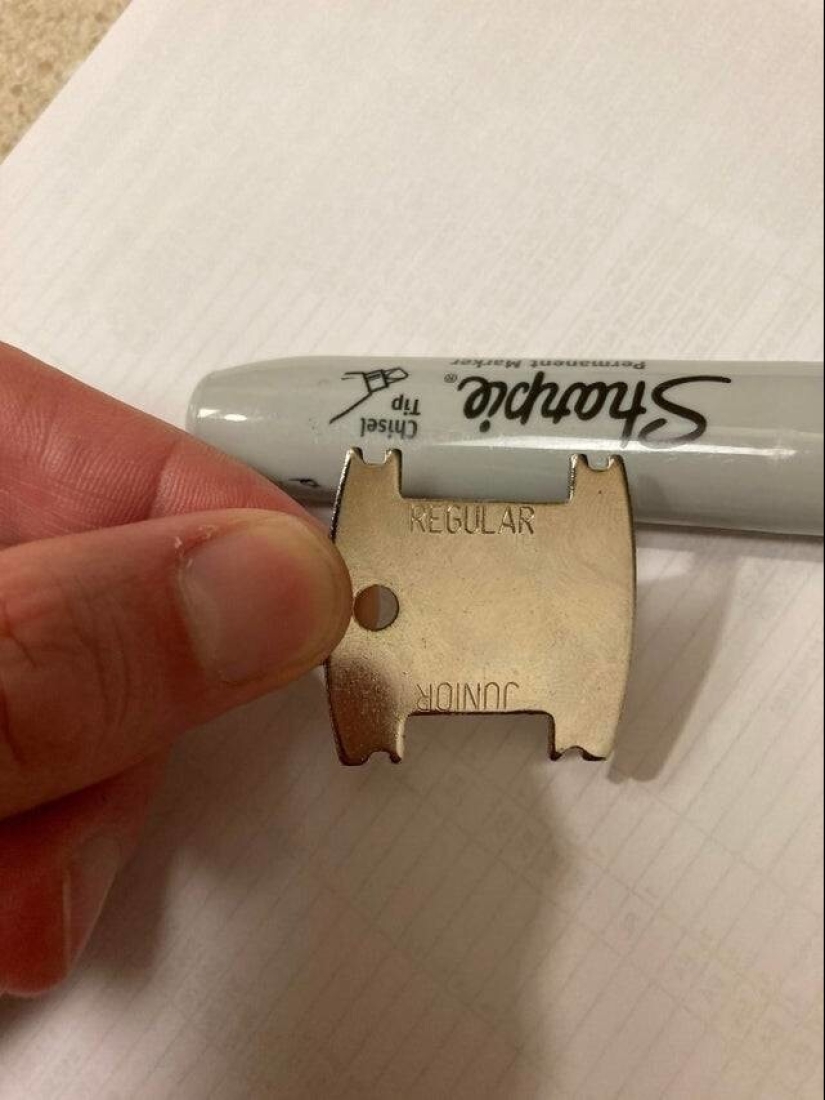 Permanent Marker
Sharpie®
Chisel
Tip
REGULAR
JUNIOR